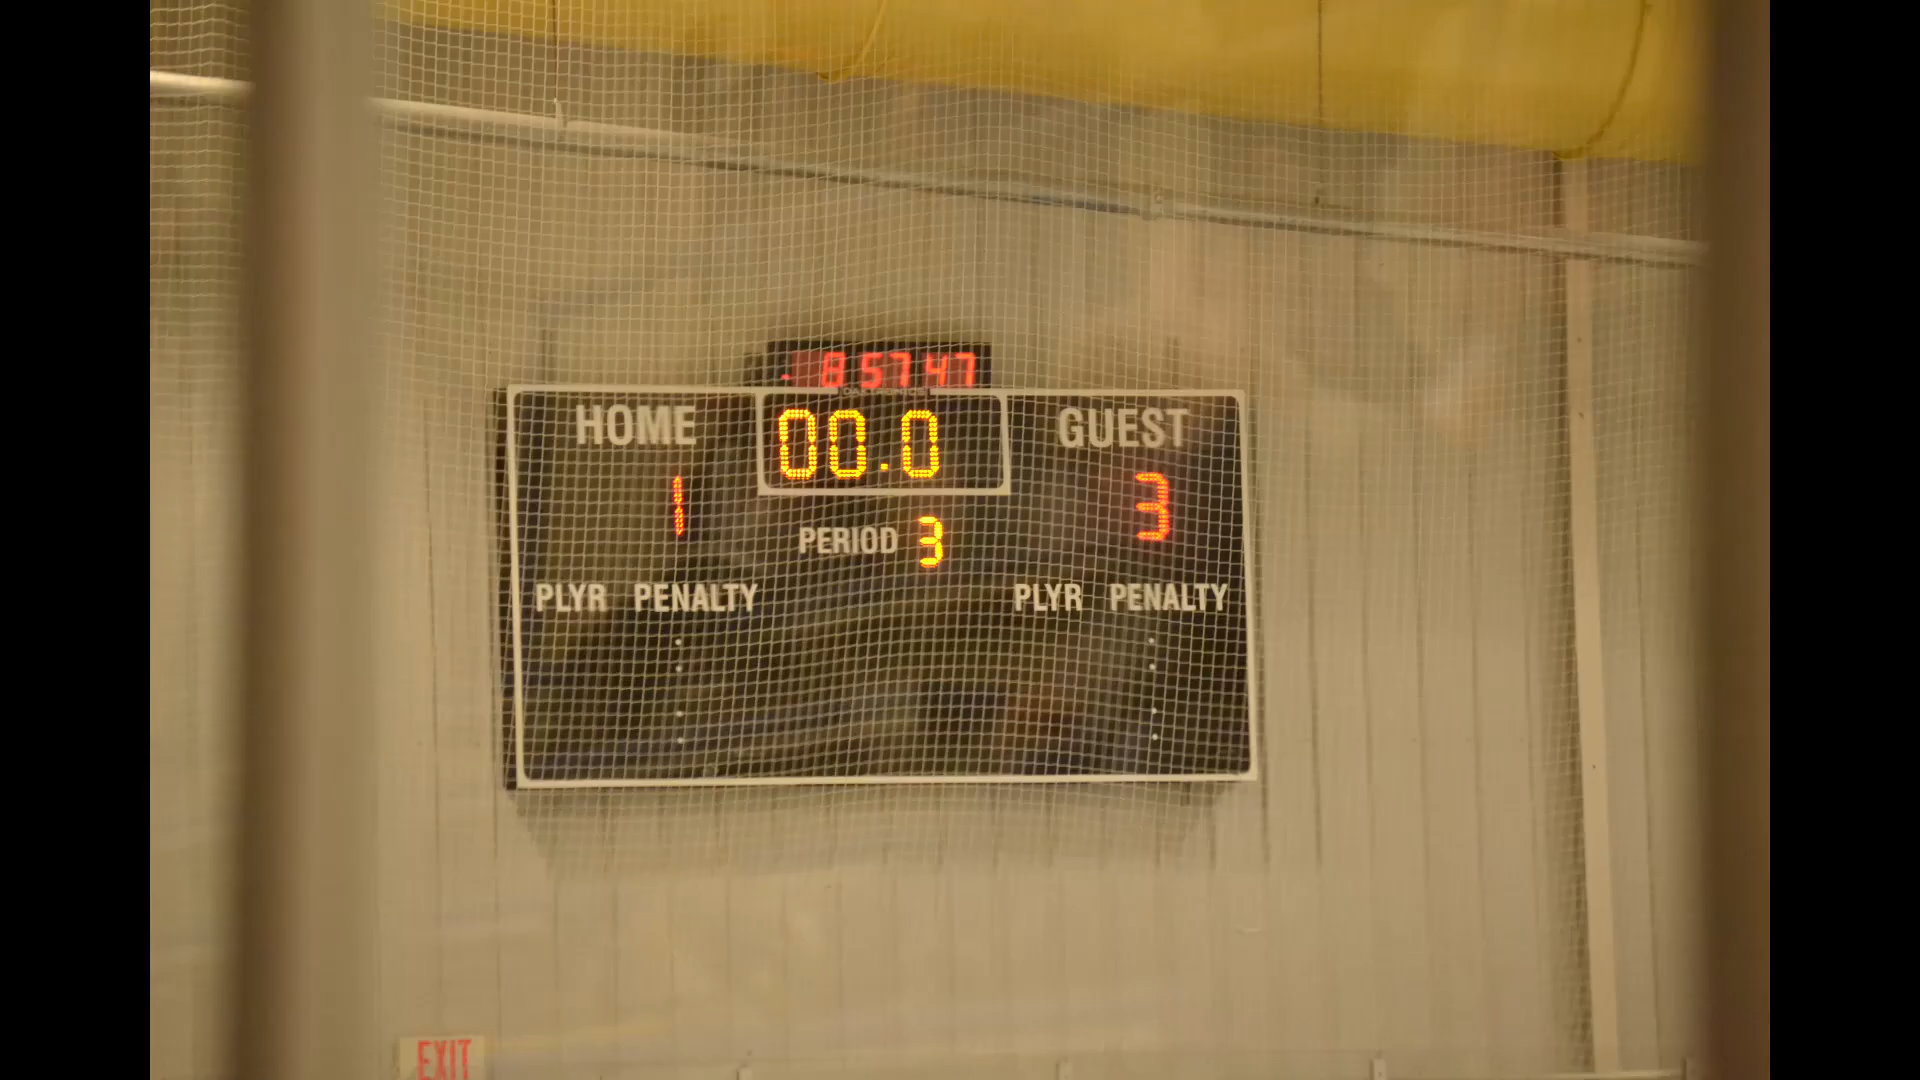 8 57 47
HOME
00.0
GUEST
1
3
PERIOD 3
PLYR PENALTY
PLYR PENALTY
EXIT